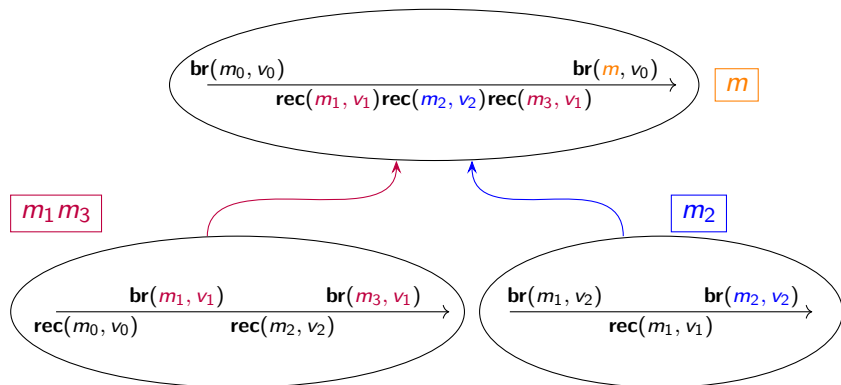 br(m₀, v₀) br(m, v₀)
rec(m₁, v₁)rec(m₂, v₂)rec(m₃, v₁)
m
m₁m₃
m₂
br(m₁, v₁) br(m₃, v₁)
rec(m₀, v₀) rec(m₂, v₂)
br(m₁, v₂) br(m₂, v₂)
rec(m₁, v₁)